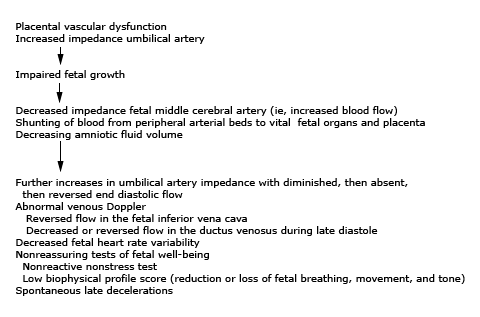 Placental vascular dysfunction
Increased impedance umbilical artery
Impaired fetal growth
Decreased impedance fetal middle cerebral artery (ie, increased blood flow)
Shunting of blood from peripheral arterial beds to vital fetal organs and placenta
Decreasing amniotic fluid volume
Further increases in umbilical artery impedance with diminished, then absent,
then reversed end diastolic flow
Abnormal venous Doppler
Reversed flow in the fetal inferior vena cava
Decreased or reversed flow in the ductus venosus during late diastole
Decreased fetal heart rate variability
Nonreassuring tests of fetal well-being
Nonreactive nonstress test
Low biophysical profile score (reduction or loss of fetal breathing, movement, and tone)
Spontaneous late decelerations